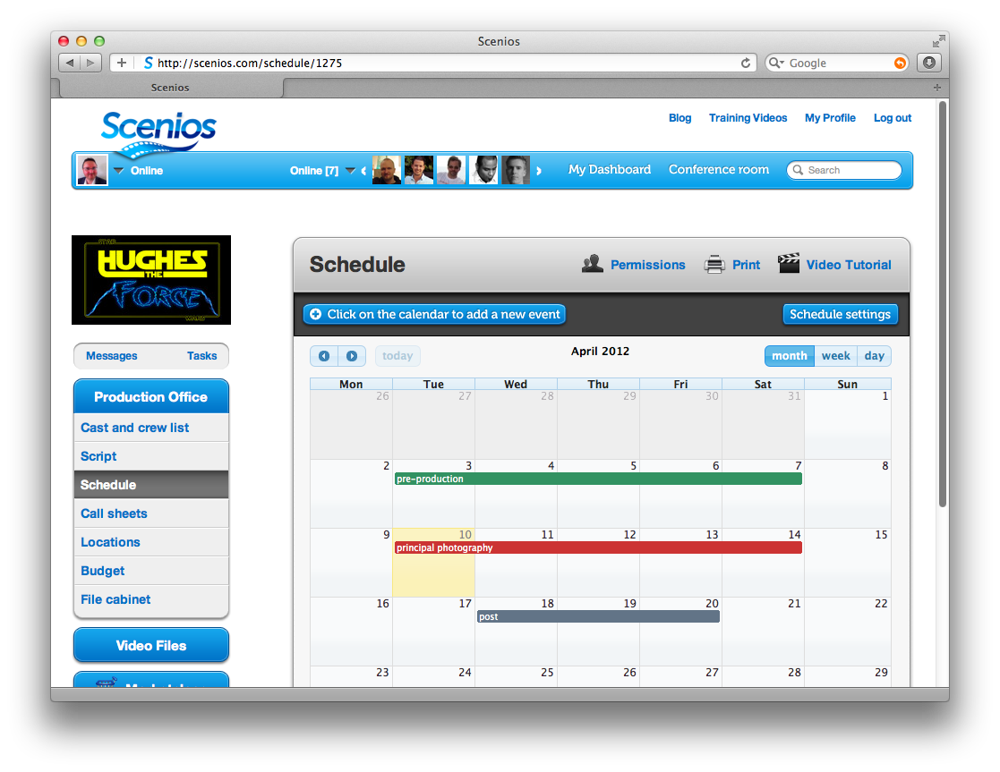 Scenios
http://scenios.com/schedule/1275
Google
Scenios
Scenios
Blog Training Videos My Profile Log out
Online Online [7] My Dashboard Conference room Search
STAR
HUGHES
THE
FORCE
WARS
Schedule Permissions Print Video Tutorial
Click on the calendar to add a new event Schedule settings
today April 2012 month week day
Messages Tasks
Production Office
Cast and crew list
Script
Schedule
Call sheets
Locations
Budget
File cabinet
Video Files
Mon Tue Wed Thu Fri Sat Sun
26 27 28 29 30 31 1
2 3 4 5 6 7 8
pre-production
9 10 11 12 13 14 15
principal photography
16 17 18 19 20 21 22
post
23 24 25 26 27 28 29